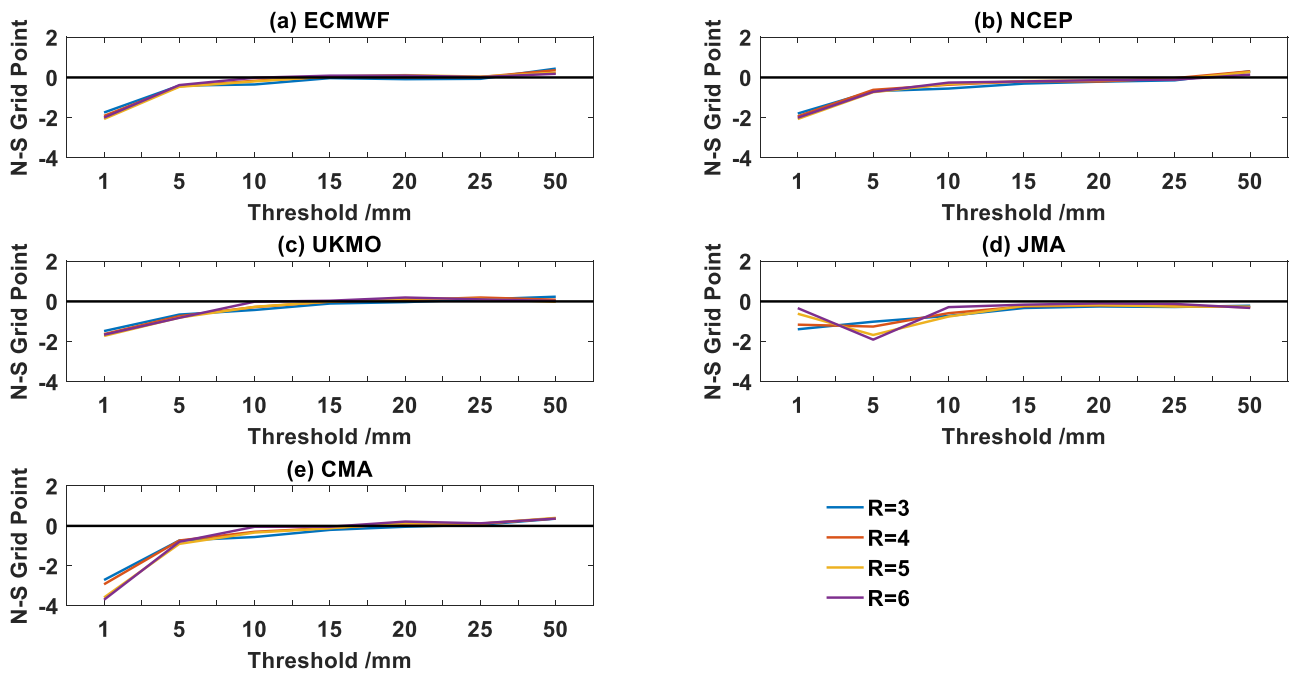 (a) ECMWF
N-S Grid Point
2
0
-2
-4
1 5 10 15 20 25 50
Threshold /mm
(b) NCEP
N-S Grid Point
2
0
-2
-4
1 5 10 15 20 25 50
Threshold /mm
(c) UKMO
N-S Grid Point
2
0
-2
-4
1 5 10 15 20 25 50
Threshold /mm
(d) JMA
N-S Grid Point
2
0
-2
-4
1 5 10 15 20 25 50
Threshold /mm
(e) CMA
N-S Grid Point
2
0
-2
-4
1 5 10 15 20 25 50
Threshold /mm
R=3
R=4
R=5
R=6